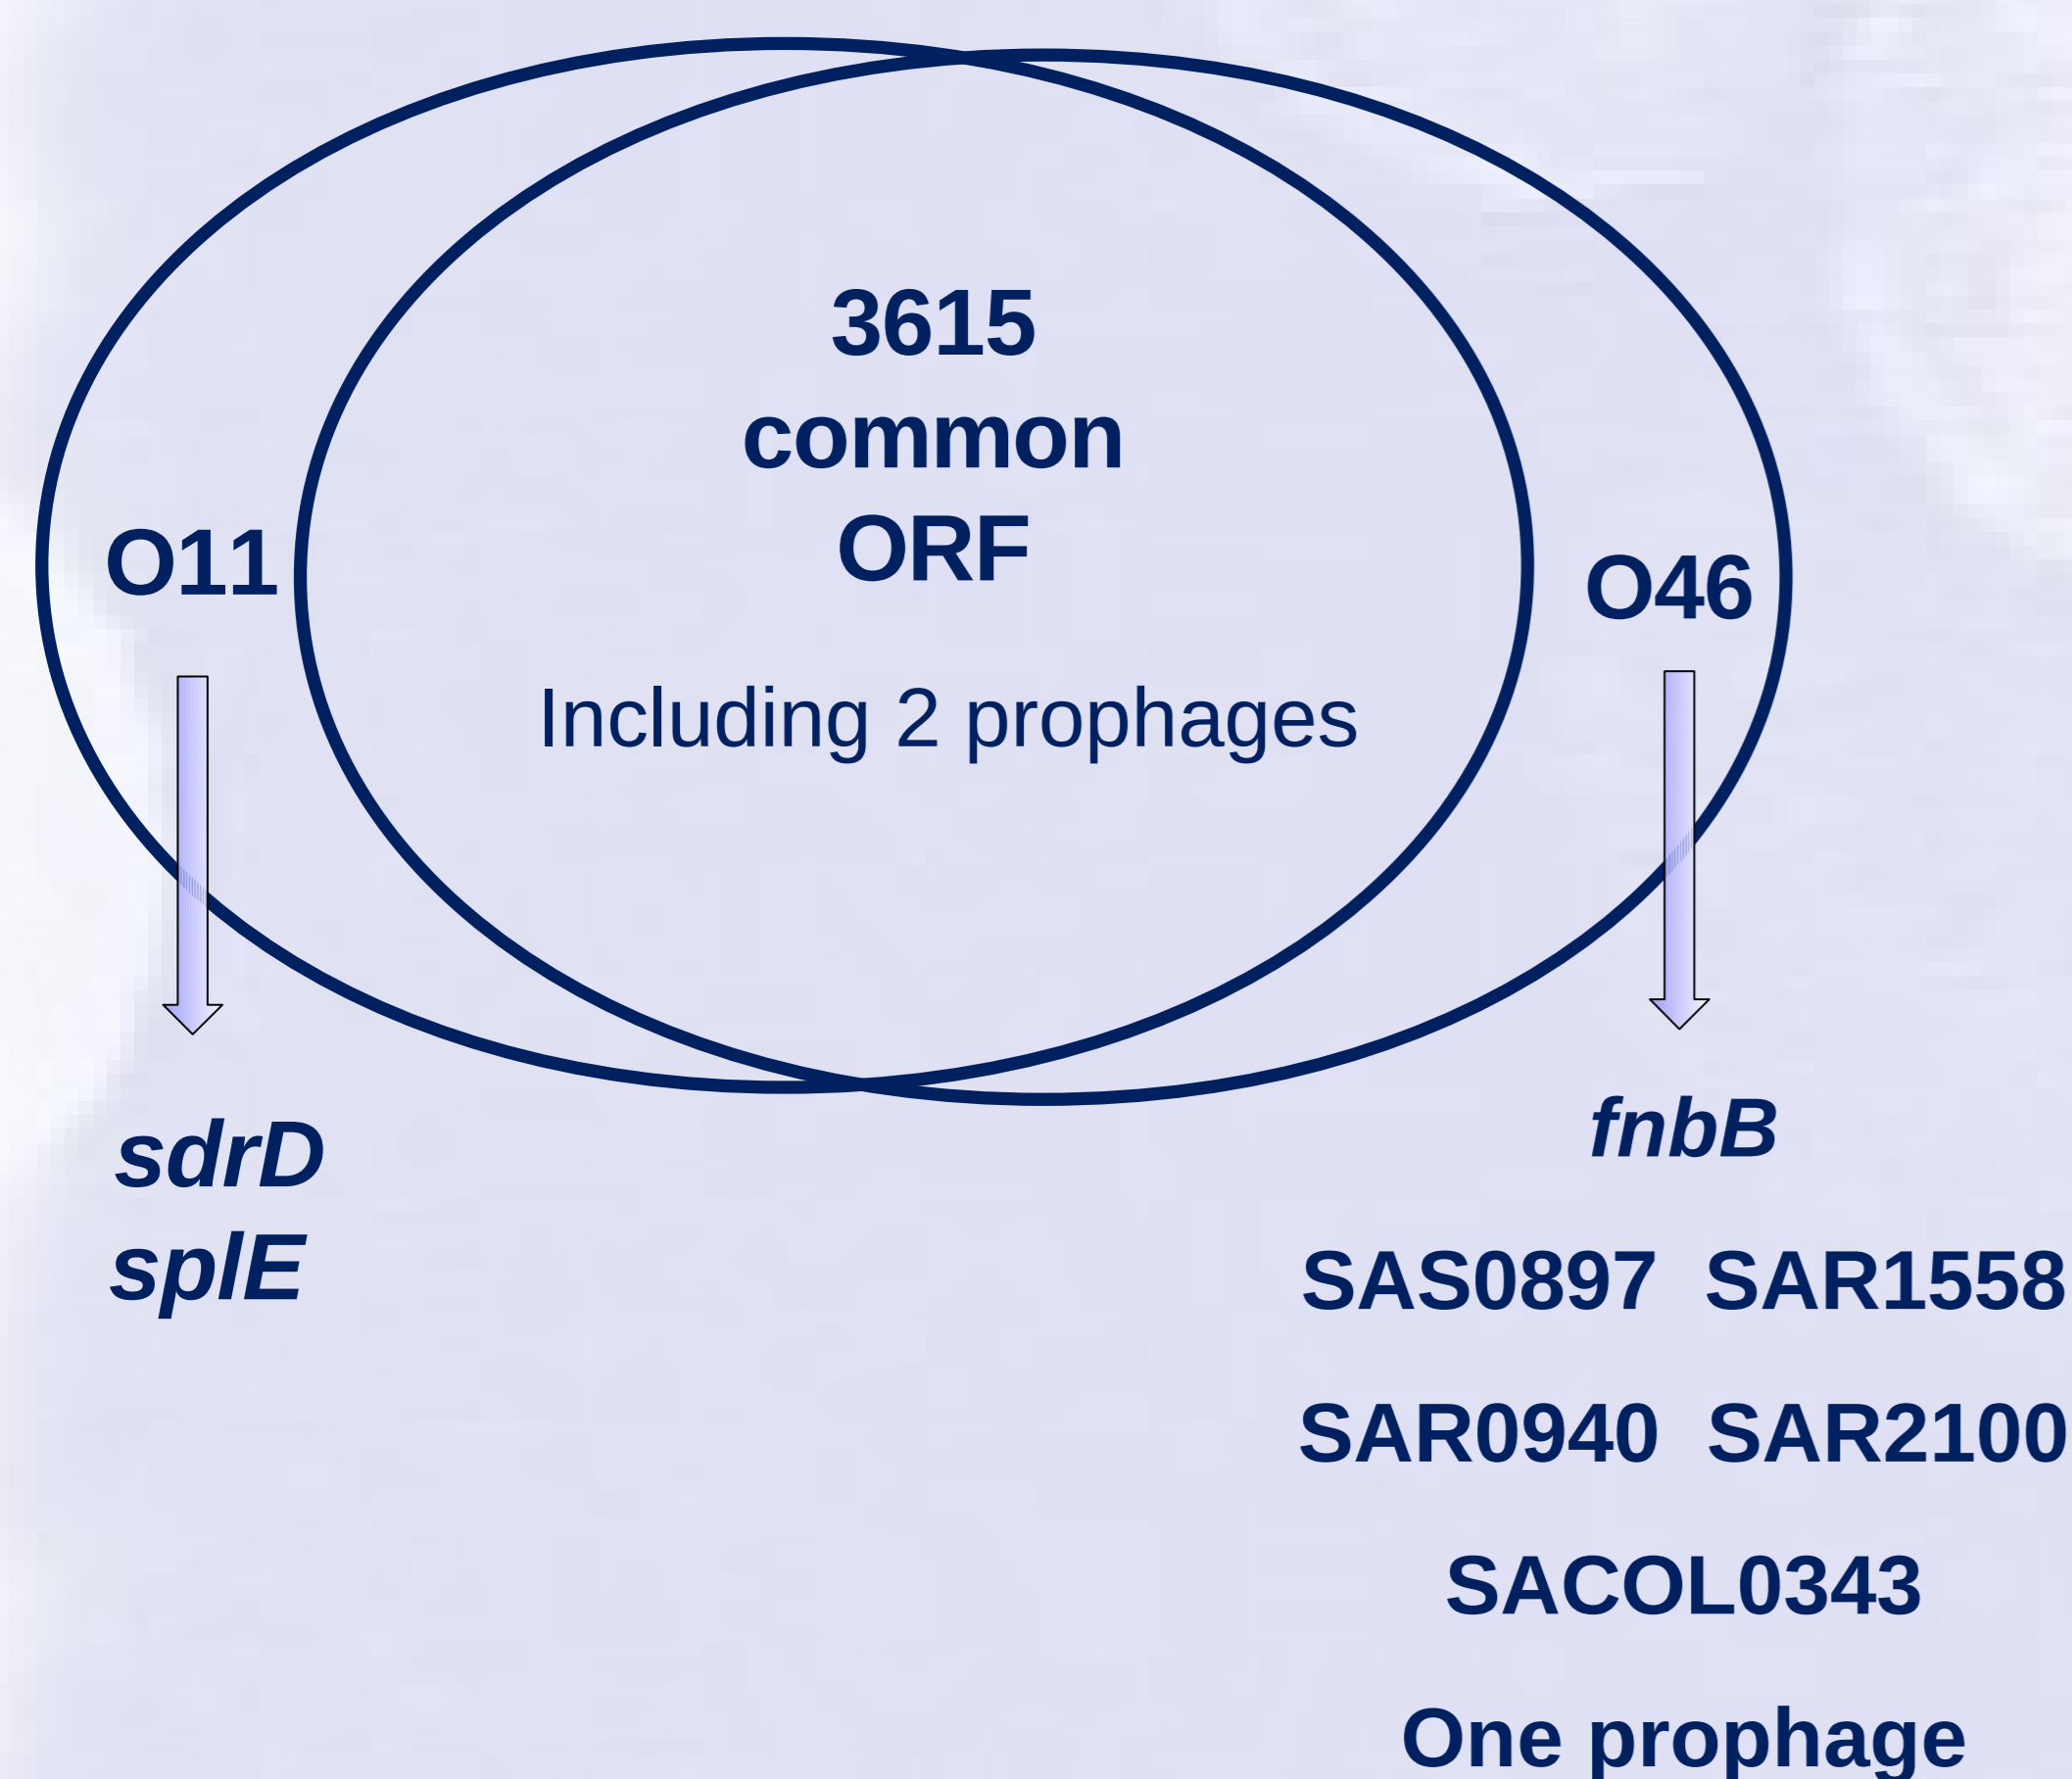 3615
common
ORF
O11
O46
Including 2 prophages
sdrD
splE
fnbB
SAS0897 SAR1558
SAR0940 SAR2100
SACOL0343
One prophage